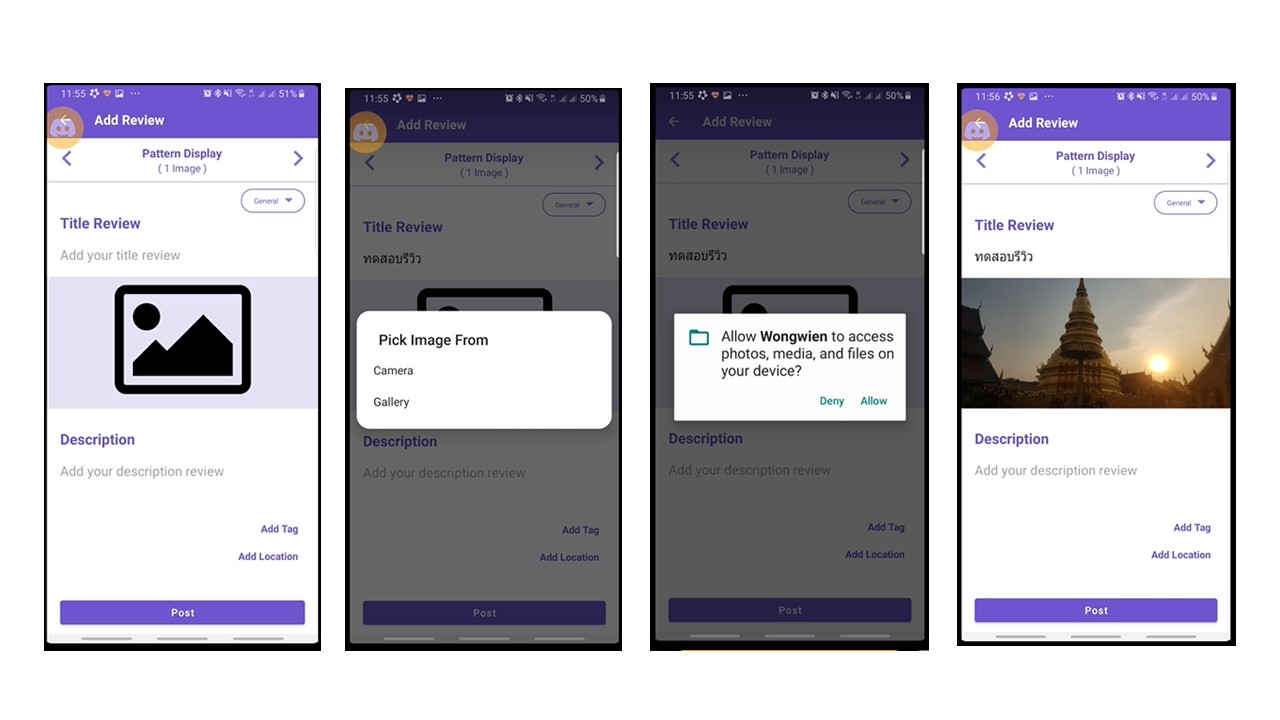 11:55 51%
Add Review
Pattern Display
( 1 Image )
General
Title Review
Add your title review
Description
Add your description review
Add Tag
Add Location
Post
11:55 50%
Add Review
Pattern Display
( 1 Image )
General
Title Review
ทดสอบรีวิว
Pick Image From
Camera
Gallery
Description
Add your description review
Add Tag
Add Location
Post
11:55 50%
Add Review
Pattern Display
( 1 Image )
General
Title Review
ทดสอบรีวิว
Allow Wongwien to access
photos, media, and files on
your device?
Deny Allow
Description
Add your description review
Add Tag
Add Location
Post
11:56 50%
Add Review
Pattern Display
( 1 Image )
General
Title Review
ทดสอบรีวิว
Description
Add your description review
Add Tag
Add Location
Post